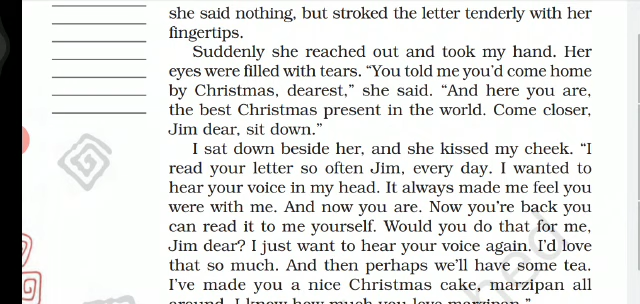 she said nothing, but stroked the letter tenderly with her
fingertips.
Suddenly she reached out and took my hand. Her
eyes were filled with tears. “You told me you’d come home
by Christmas, dearest,” she said. “And here you are,
the best Christmas present in the world. Come closer,
Jim dear, sit down.”
I sat down beside her, and she kissed my cheek. “I
read your letter so often Jim, every day. I wanted to
hear your voice in my head. It always made me feel you
were with me. And now you are. Now you’re back you
can read it to me yourself. Would you do that for me,
Jim dear? I just want to hear your voice again. I’d love
that so much. And then perhaps we’ll have some tea.
I’ve made you a nice Christmas cake, marzipan all
around. I know how much you love marzipan.”